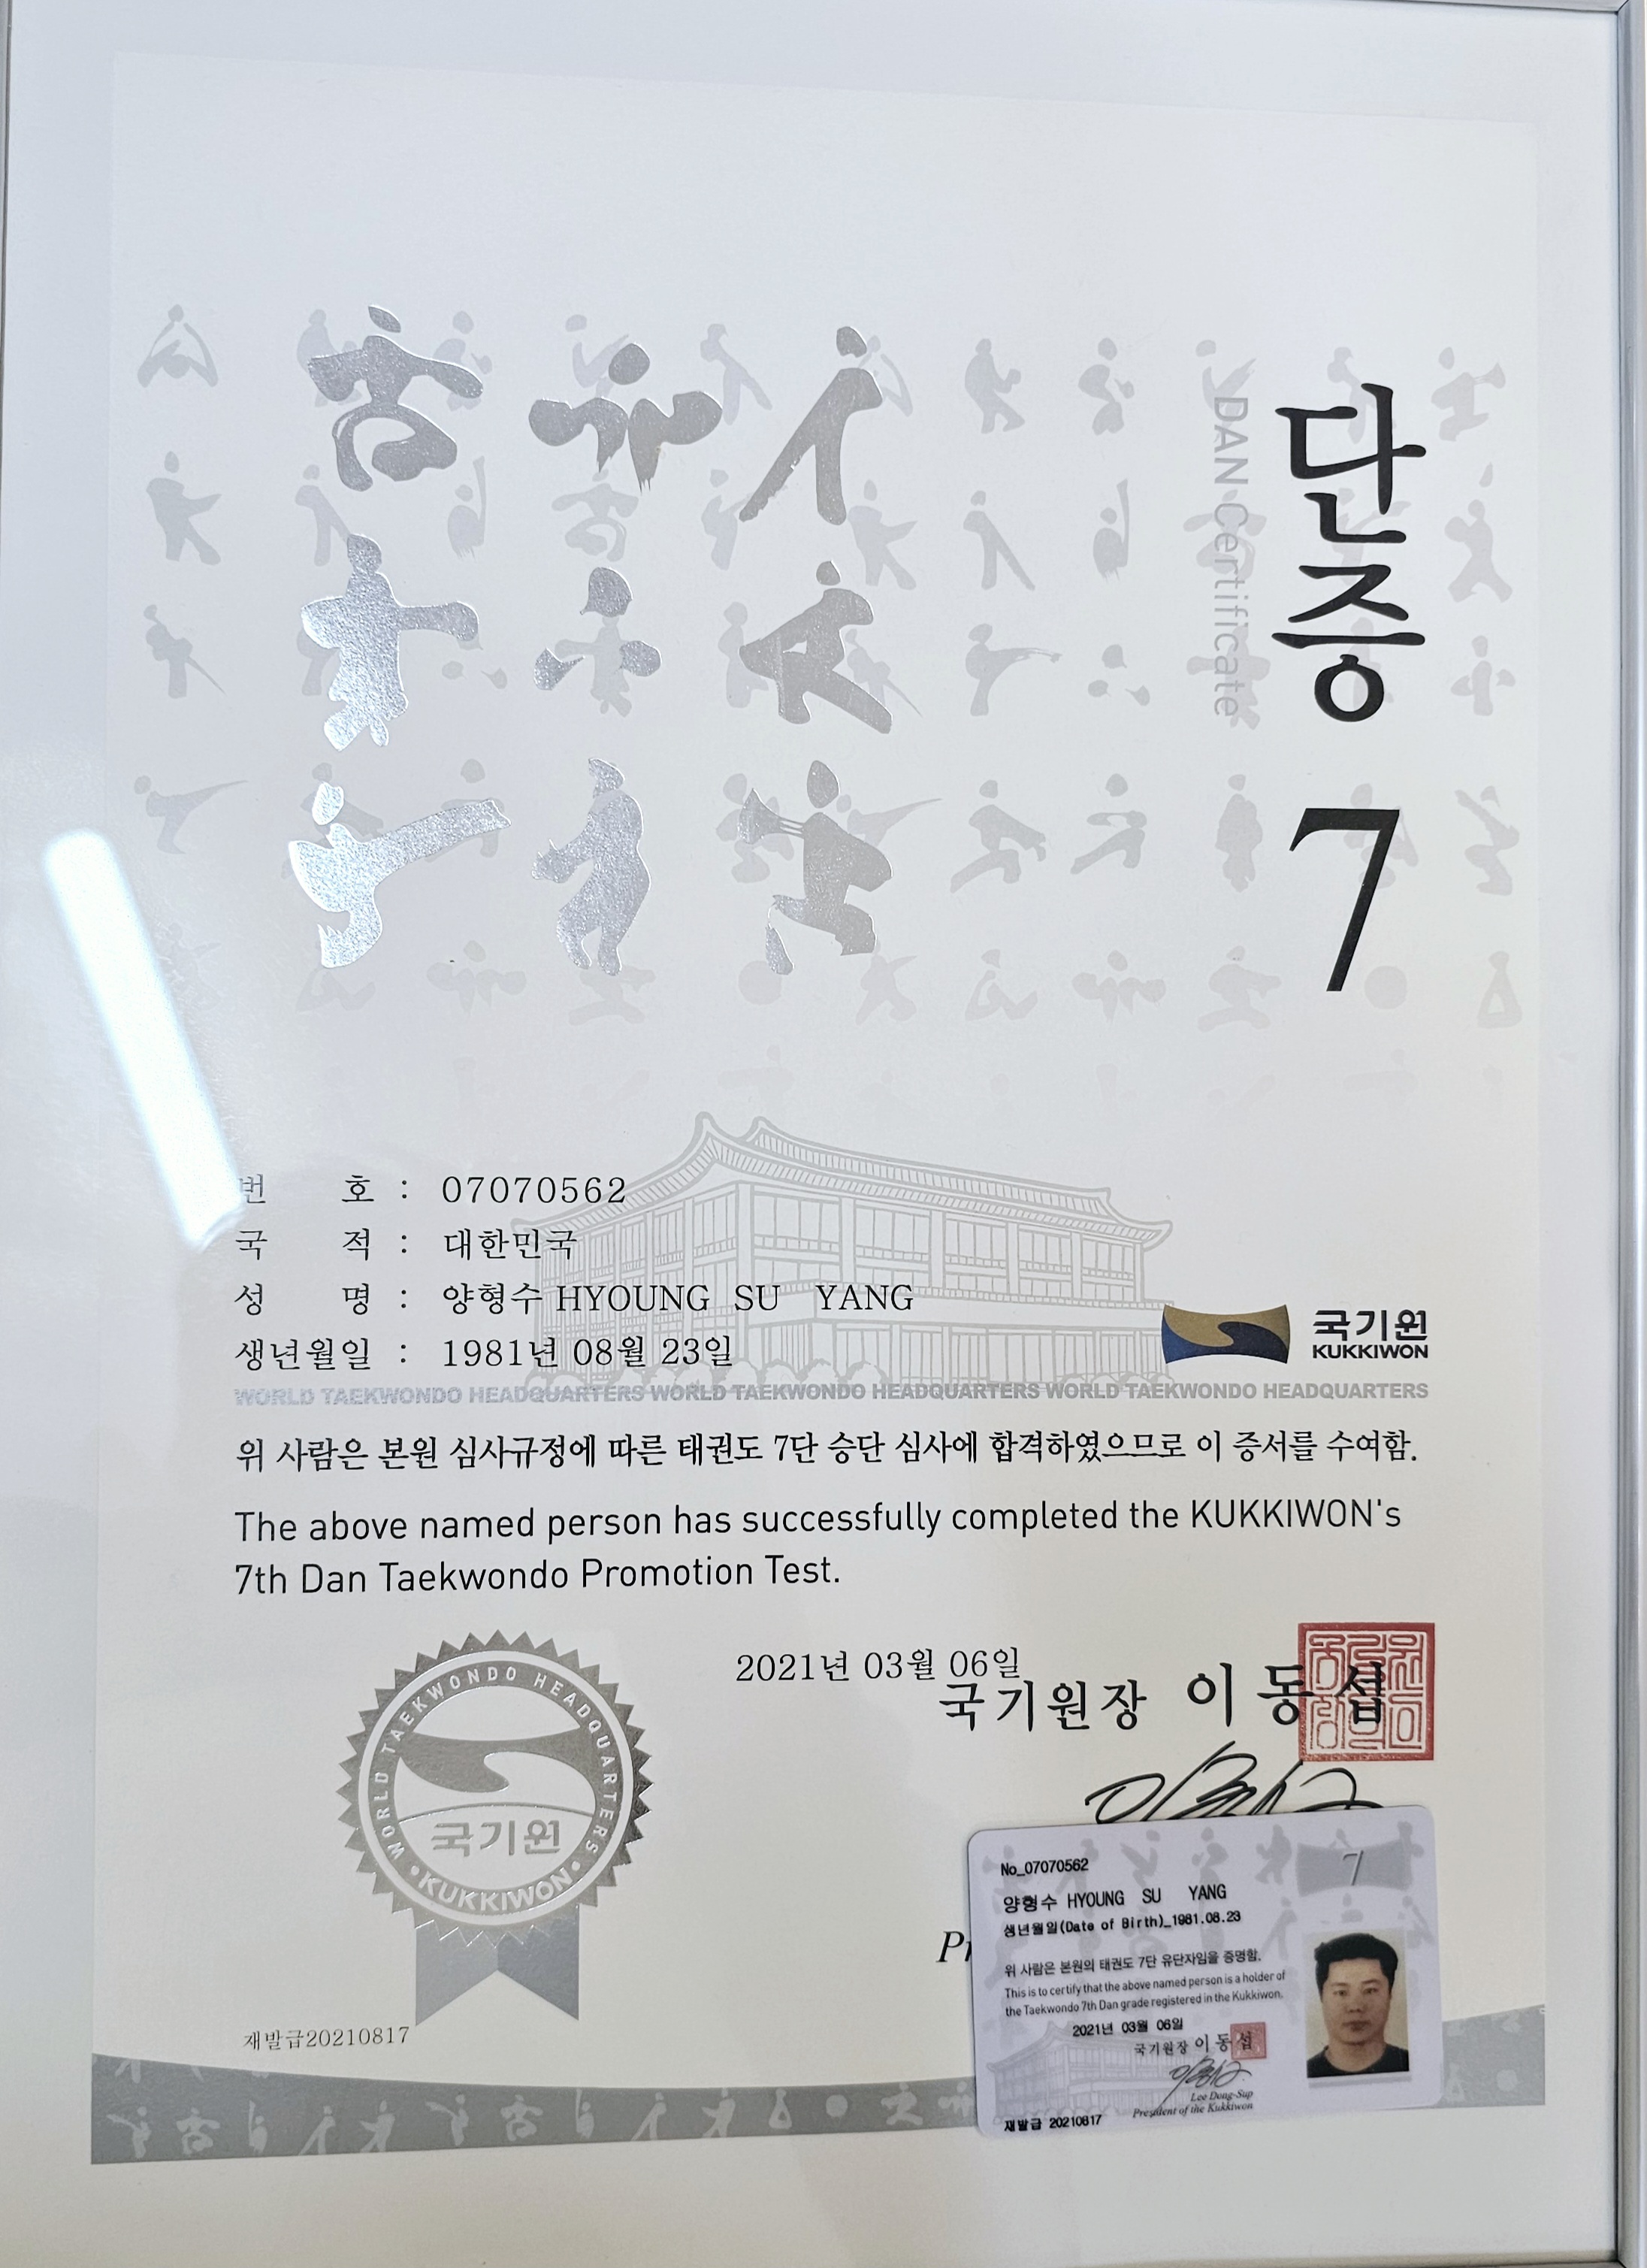 단증 7
DAN Certificate
번 호 : 07070562
국 적 : 대한민국
성 명 : 양형수 HYOUNG SU YANG
생년월일 : 1981년 08월 23일
국기원
KUKKIWON
WORLD TAEKWONDO HEADQUARTERS WORLD TAEKWONDO HEADQUARTERS WORLD TAEKWONDO HEADQUARTERS
위 사람은 본원 심사규정에 따른 태권도 7단 승단 심사에 합격하였으므로 이 증서를 수여함.
The above named person has successfully completed the KUKKIWON's
7th Dan Taekwondo Promotion Test.
2021년 03월 06일
국기원장 이동섭
WORLD TAEKWONDO HEADQUARTERS
국기원
KUKKIWON
재발급20210817
7
No_07070562
양형수 HYOUNG SU YANG
생년월일(Date of Birth)_1981.08.23
위 사람은 본원의 태권도 7단 유단자임을 증명함.
This is to certify that the above named person is a holder of
the Taekwondo 7th Dan grade registered in the Kukkiwon.
2021년 03월 06일
국기원장 이동섭
Lee Dong-Sup
President of the Kukkiwon
재발급 20210817